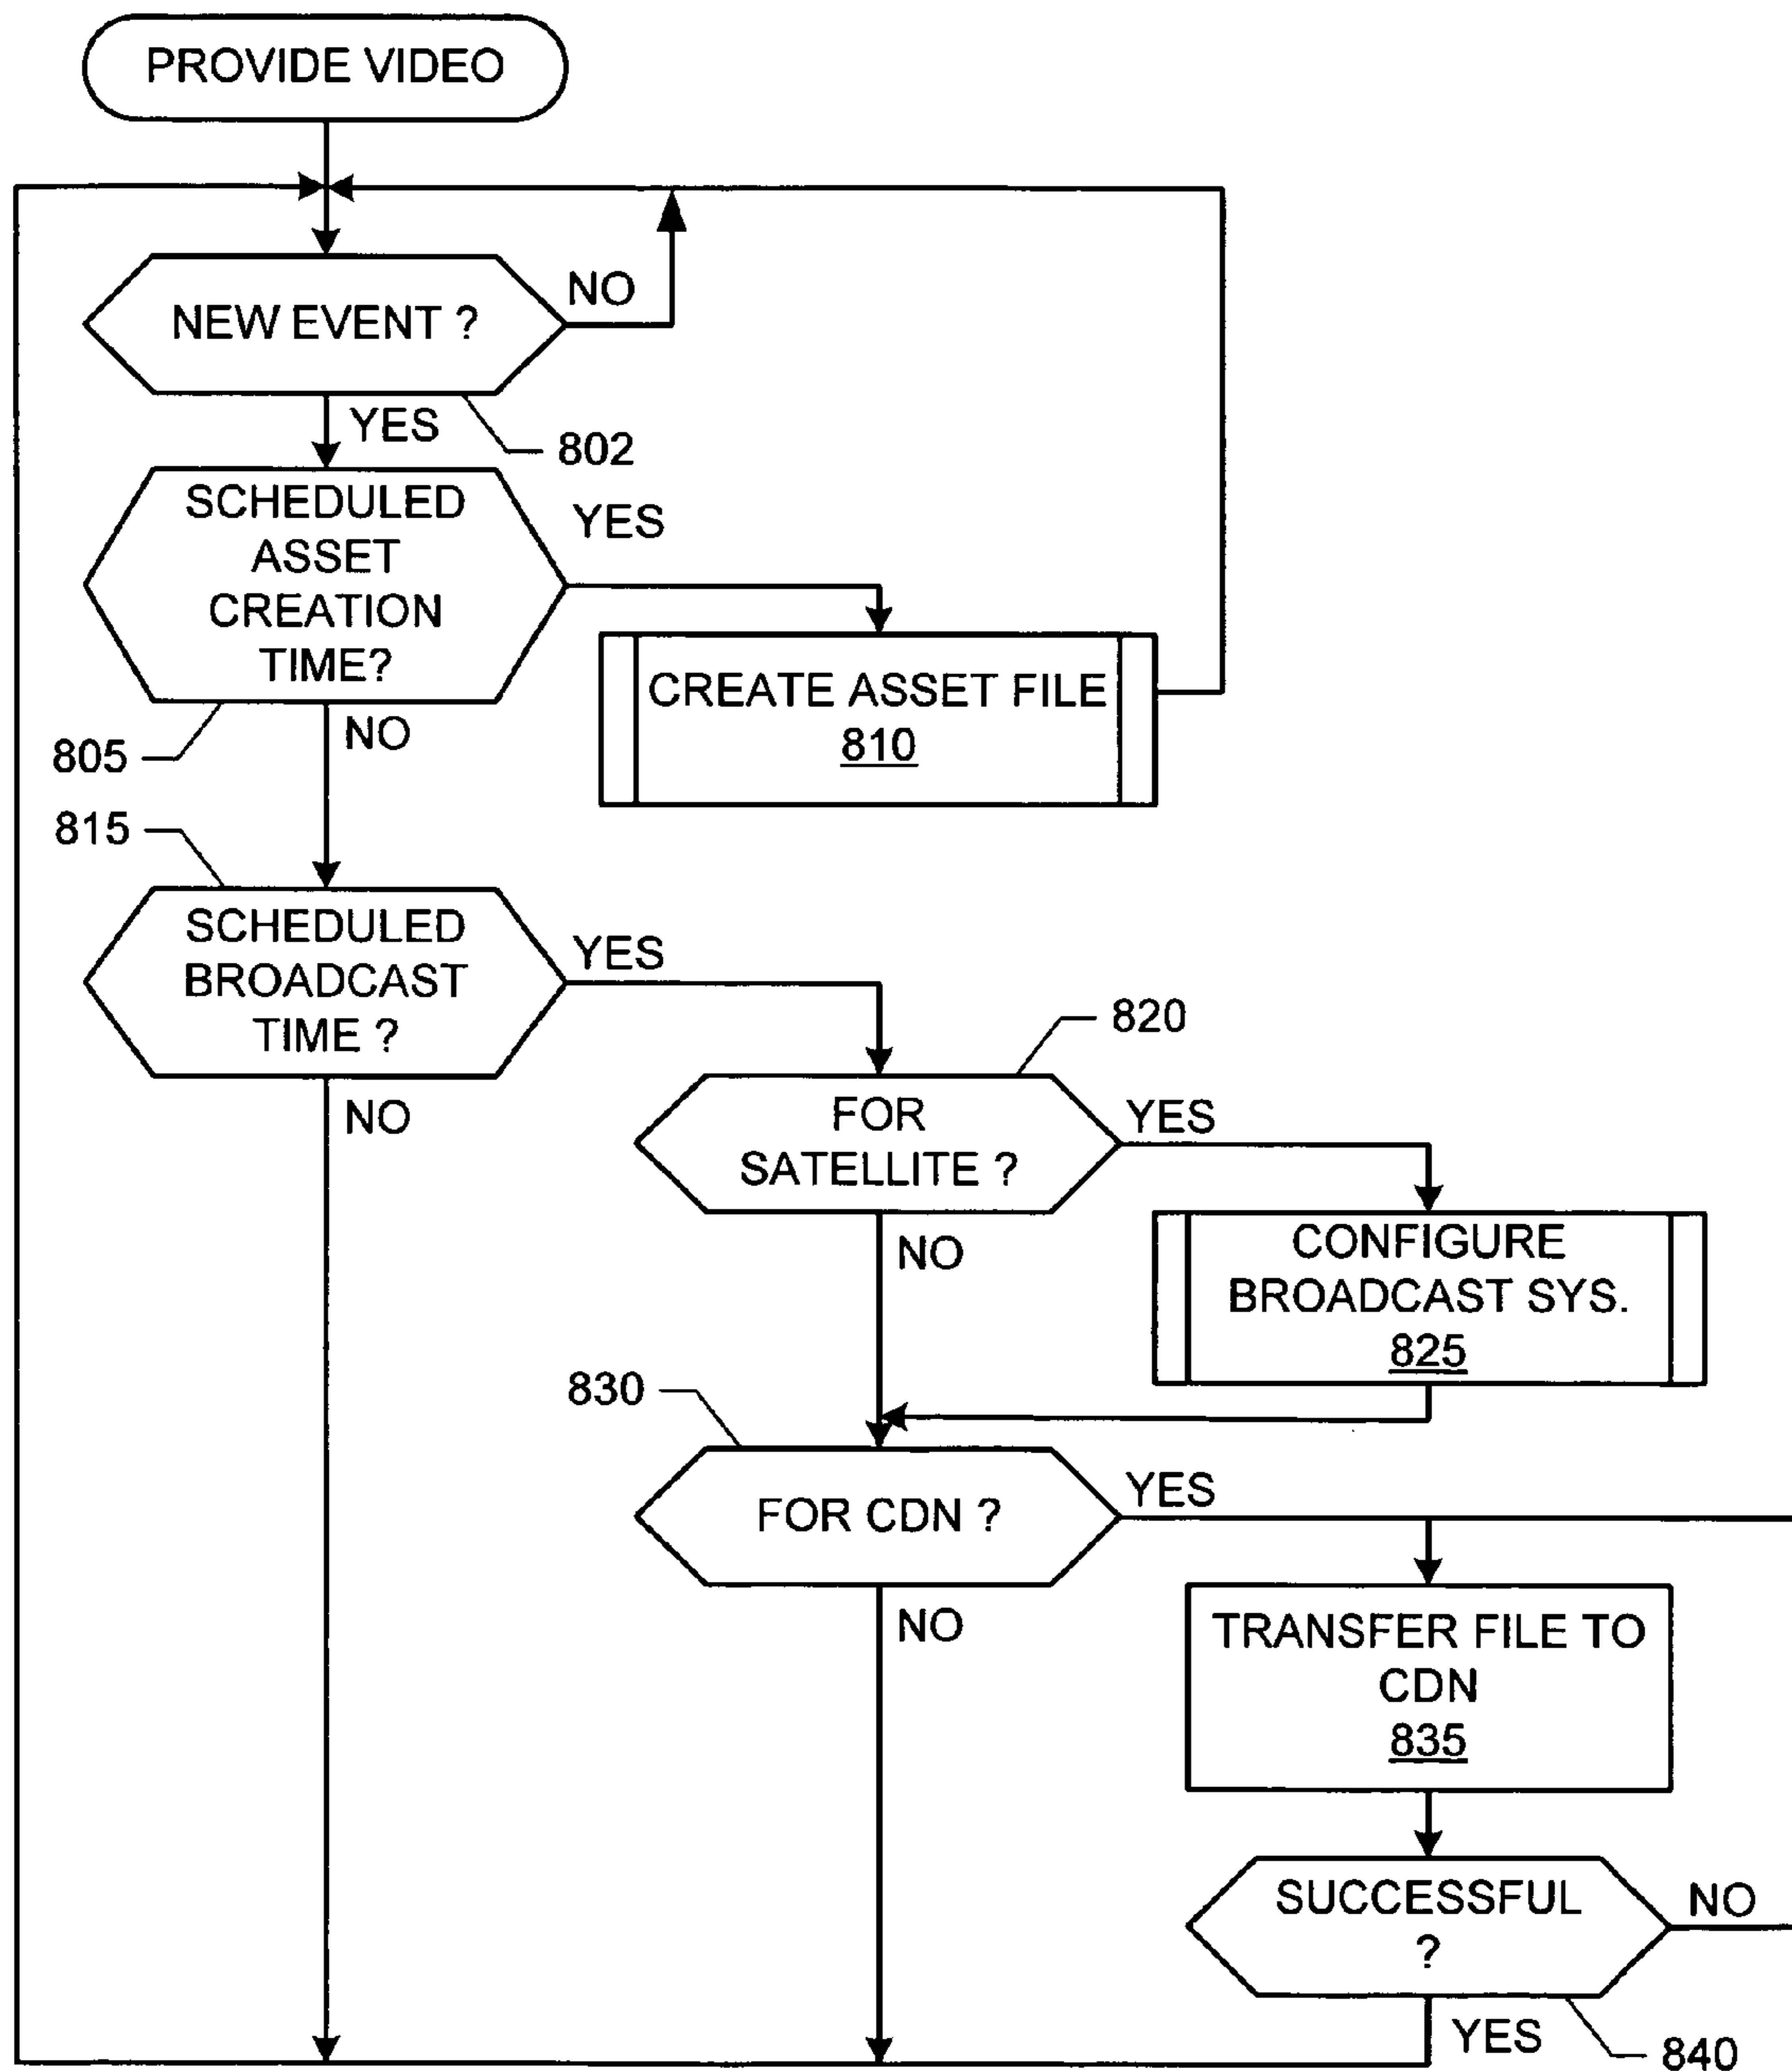 PROVIDE VIDEO
NEW EVENT ?
NO
YES
802
SCHEDULED
ASSET
CREATION
TIME?
YES
CREATE ASSET FILE
810
NO
805
815
SCHEDULED
BROADCAST
TIME ?
YES
820
NO
FOR
SATELLITE ?
YES
NO
CONFIGURE
BROADCAST SYS.
825
830
FOR CDN ?
YES
NO
TRANSFER FILE TO
CDN
835
SUCCESSFUL
?
NO
YES
840